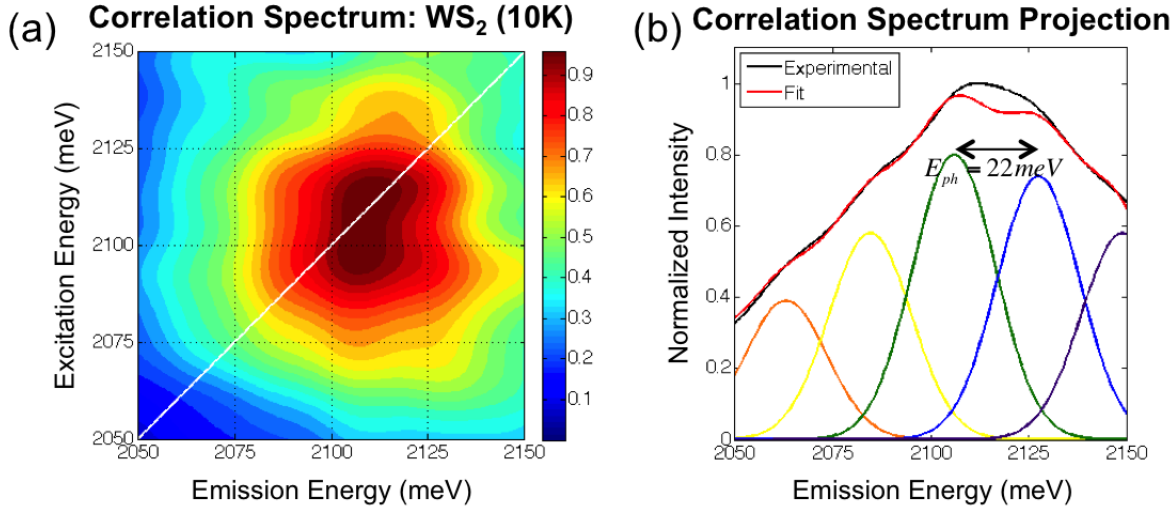 (a)
Correlation Spectrum: WS₂ (10K)
2150
2125
2100
2075
2050
Excitation Energy (meV)
2050
2075
2100
2125
2150
Emission Energy (meV)
0.9
0.8
0.7
0.6
0.5
0.4
0.3
0.2
0.1
(b)
Correlation Spectrum Projection
Experimental
Fit
E_ph = 22meV
1
0.8
0.6
0.4
0.2
0
Normalized Intensity
2050
2075
2100
2125
2150
Emission Energy (meV)